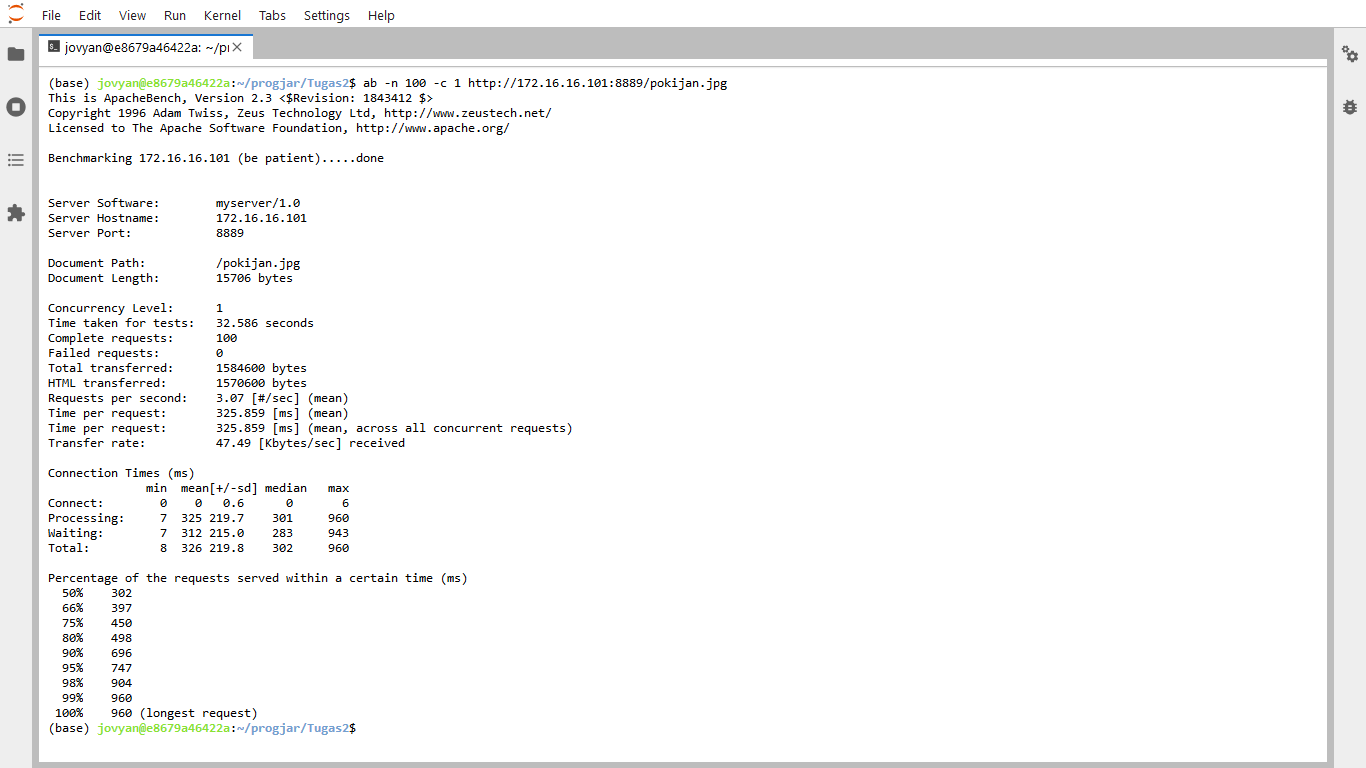 File Edit View Run Kernel Tabs Settings Help
jovyan@e8679a46422a: ~/pr
(base) jovyan@e8679a46422a:~/progjar/Tugas2$ ab -n 100 -c 1 http://172.16.16.101:8889/pokijan.jpg
This is ApacheBench, Version 2.3 <$Revision: 1843412 $>
Copyright 1996 Adam Twiss, Zeus Technology Ltd, http://www.zeustech.net/
Licensed to The Apache Software Foundation, http://www.apache.org/
Benchmarking 172.16.16.101 (be patient).....done
Server Software:        myserver/1.0
Server Hostname:        172.16.16.101
Server Port:            8889
Document Path:          /pokijan.jpg
Document Length:        15706 bytes
Concurrency Level:      1
Time taken for tests:   32.586 seconds
Complete requests:      100
Failed requests:        0
Total transferred:      1584600 bytes
HTML transferred:       1570600 bytes
Requests per second:    3.07 [#/sec] (mean)
Time per request:       325.859 [ms] (mean)
Time per request:       325.859 [ms] (mean, across all concurrent requests)
Transfer rate:          47.49 [Kbytes/sec] received
Connection Times (ms)
              min  mean[+/-sd] median   max
Connect:        0    0   0.6      0       6
Processing:     7  325 219.7    301     960
Waiting:        7  312 215.0    283     943
Total:          8  326 219.8    302     960
Percentage of the requests served within a certain time (ms)
  50%    302
  66%    397
  75%    450
  80%    498
  90%    696
  95%    747
  98%    904
  99%    960
 100%    960 (longest request)
(base) jovyan@e8679a46422a:~/progjar/Tugas2$